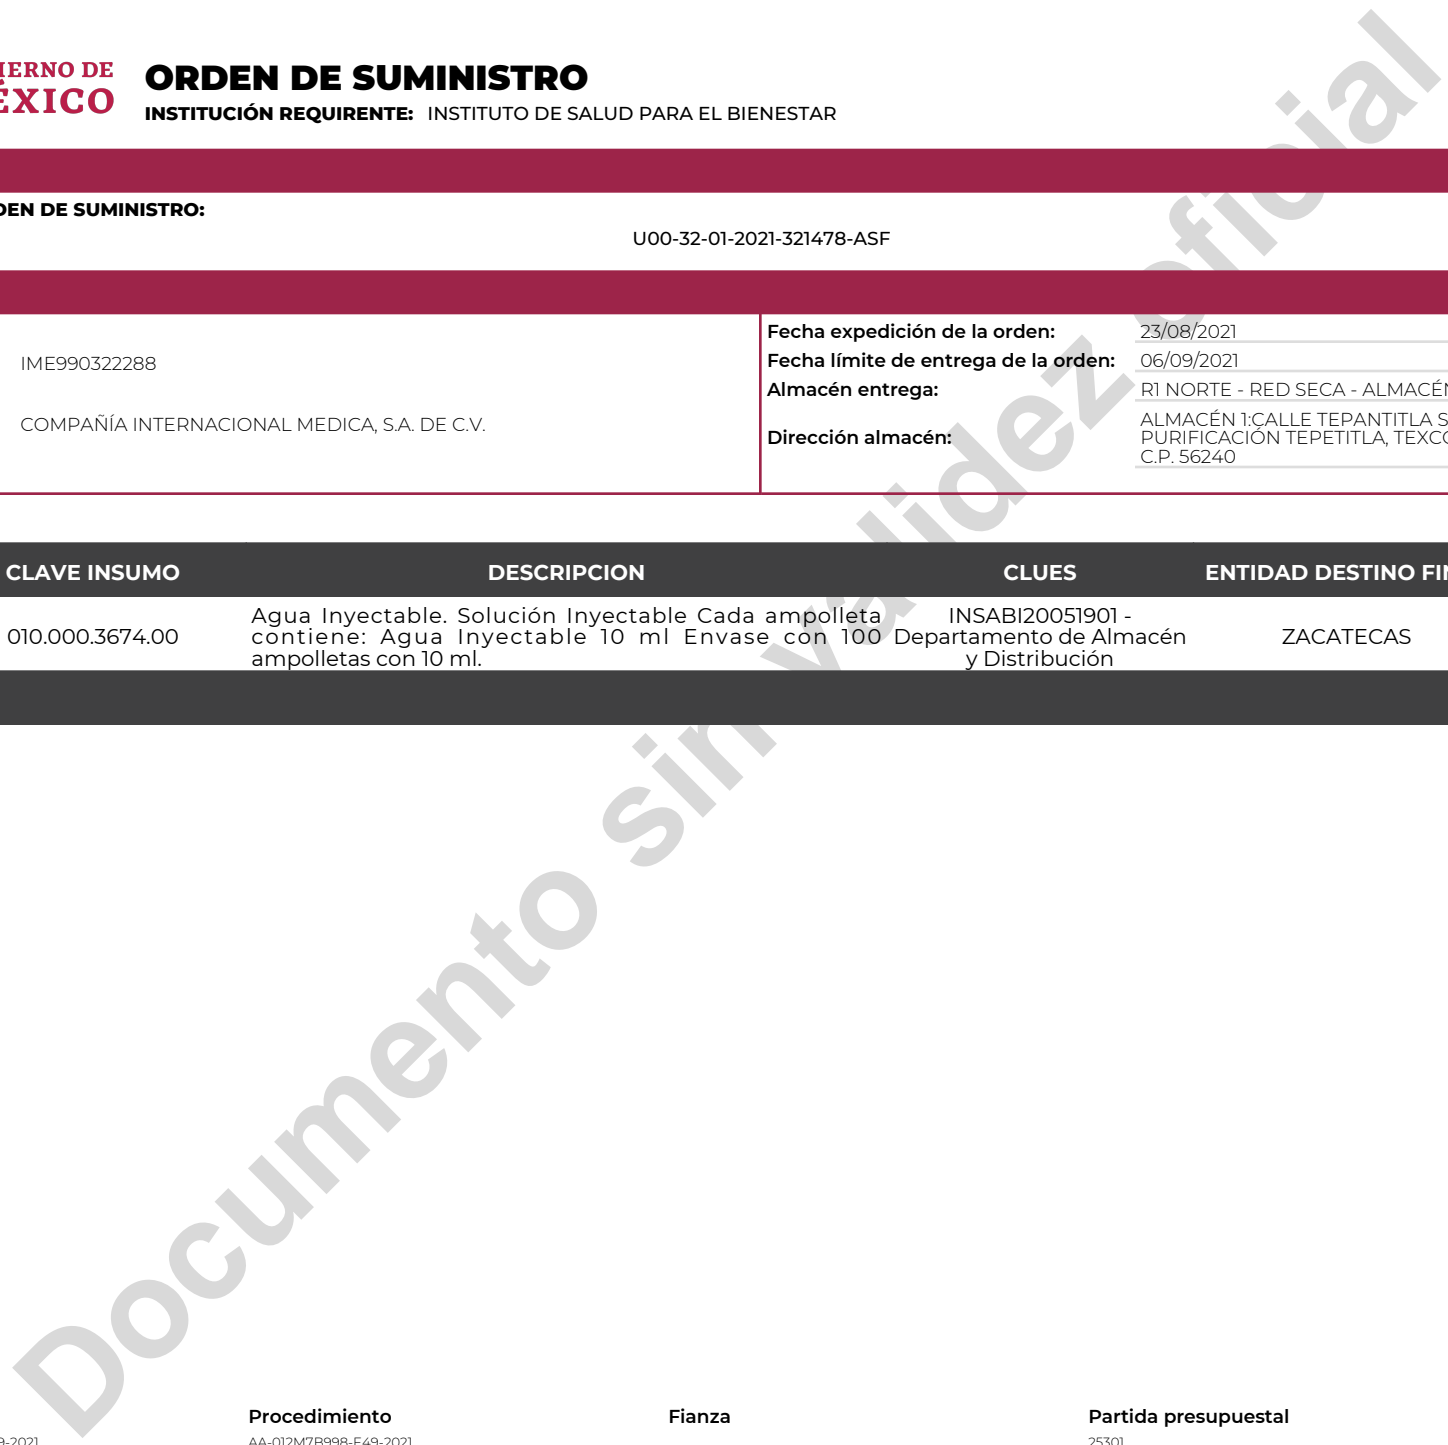 IERNO DE
ÉXICO
ORDEN DE SUMINISTRO
INSTITUCIÓN REQUIRENTE: INSTITUTO DE SALUD PARA EL BIENESTAR
DEN DE SUMINISTRO:
U00-32-01-2021-321478-ASF
IME990322288
COMPAÑÍA INTERNACIONAL MEDICA, S.A. DE C.V.
Fecha expedición de la orden: 23/08/2021
Fecha límite de entrega de la orden: 06/09/2021
Almacén entrega: R1 NORTE - RED SECA - ALMACÉN
Dirección almacén:
ALMACÉN 1:CALLE TEPANTITLA S
PURIFICACIÓN TEPETITLA, TEXCO
C.P. 56240
CLAVE INSUMO DESCRIPCION CLUES ENTIDAD DESTINO FIN
010.000.3674.00
Agua Inyectable. Solución Inyectable Cada ampolleta
contiene: Agua Inyectable 10 ml Envase con 100
ampolletas con 10 ml.
INSABI20051901 -
Departamento de Almacén
y Distribución
ZACATECAS
Documento sin validez oficial
Procedimiento Fianza Partida presupuestal
9-2021 AA-012M7B998-E49-2021 25301